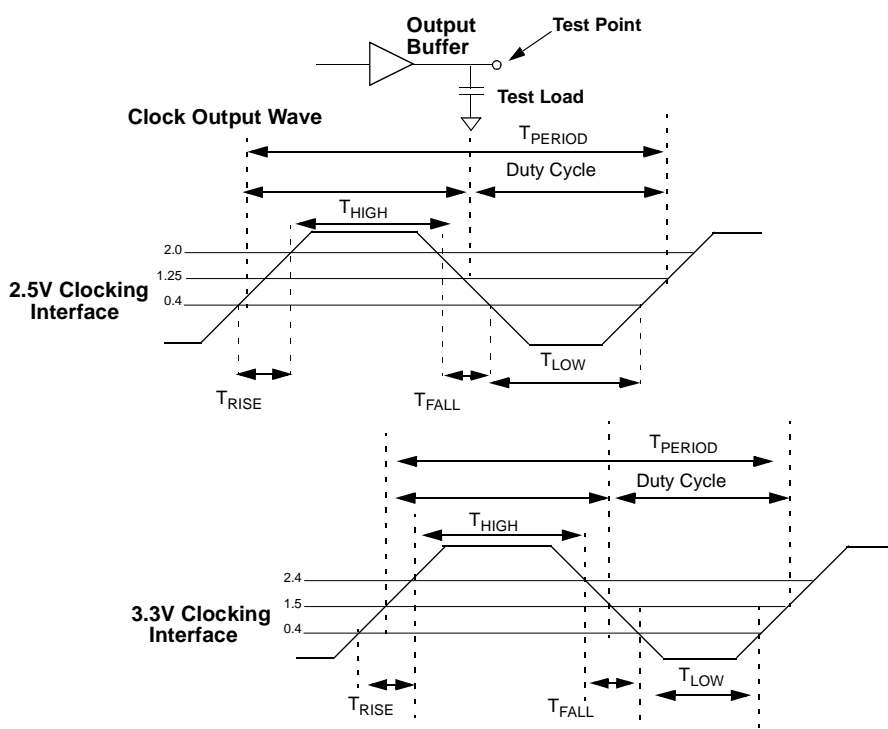 Output
Buffer
Test Point
Test Load
Clock Output Wave
TPERIOD
Duty Cycle
THIGH
2.0
1.25
0.4
2.5V Clocking
Interface
TLOW
TRISE
TFALL
TPERIOD
Duty Cycle
THIGH
2.4
1.5
0.4
3.3V Clocking
Interface
TLOW
TRISE
TFALL